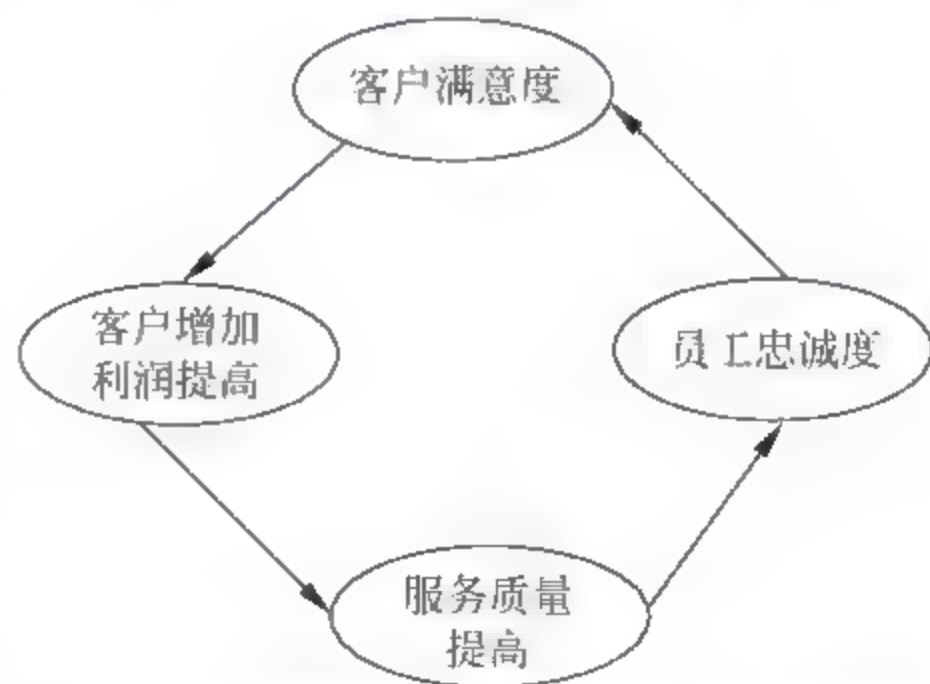 客户满意度
客户增加
利润提高
员工忠诚度
服务质量
提高